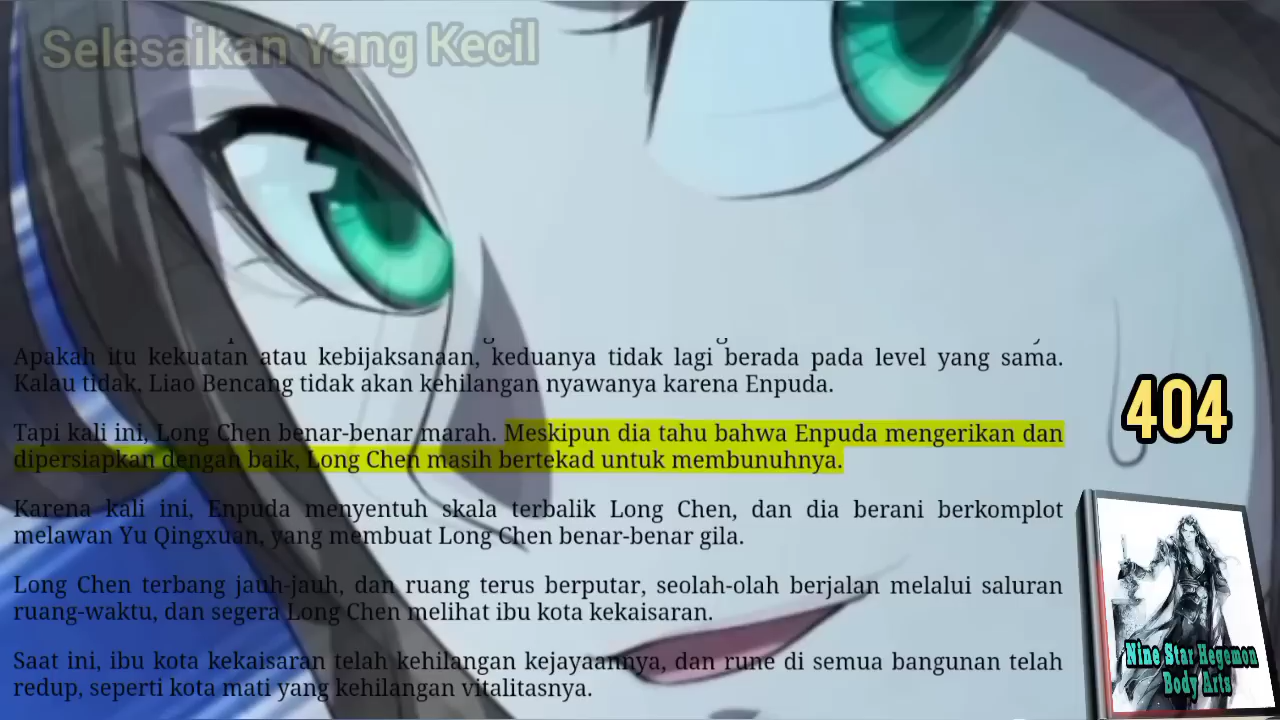 Selesaikan Yang Kecil
Apakah itu kekuatan atau kebijaksanaan, keduanya tidak lagi berada pada level yang sama.
Kalau tidak, Liao Bencang tidak akan kehilangan nyawanya karena Enpuda.
Tapi kali ini, Long Chen benar-benar marah. Meskipun dia tahu bahwa Enpuda mengerikan dan
dipersiapkan dengan baik, Long Chen masih bertekad untuk membunuhnya.
Karena kali ini, Enpuda menyentuh skala terbalik Long Chen, dan dia berani berkomplot
melawan Yu Qingxuan, yang membuat Long Chen benar-benar gila.
Long Chen terbang jauh-jauh, dan ruang terus berputar, seolah-olah berjalan melalui saluran
ruang-waktu, dan segera Long Chen melihat ibu kota kekaisaran.
Saat ini, ibu kota kekaisaran telah kehilangan kejayaannya, dan rune di semua bangunan telah
redup, seperti kota mati yang kehilangan vitalitasnya.
404
Nine Star Hegemon
Body Arts